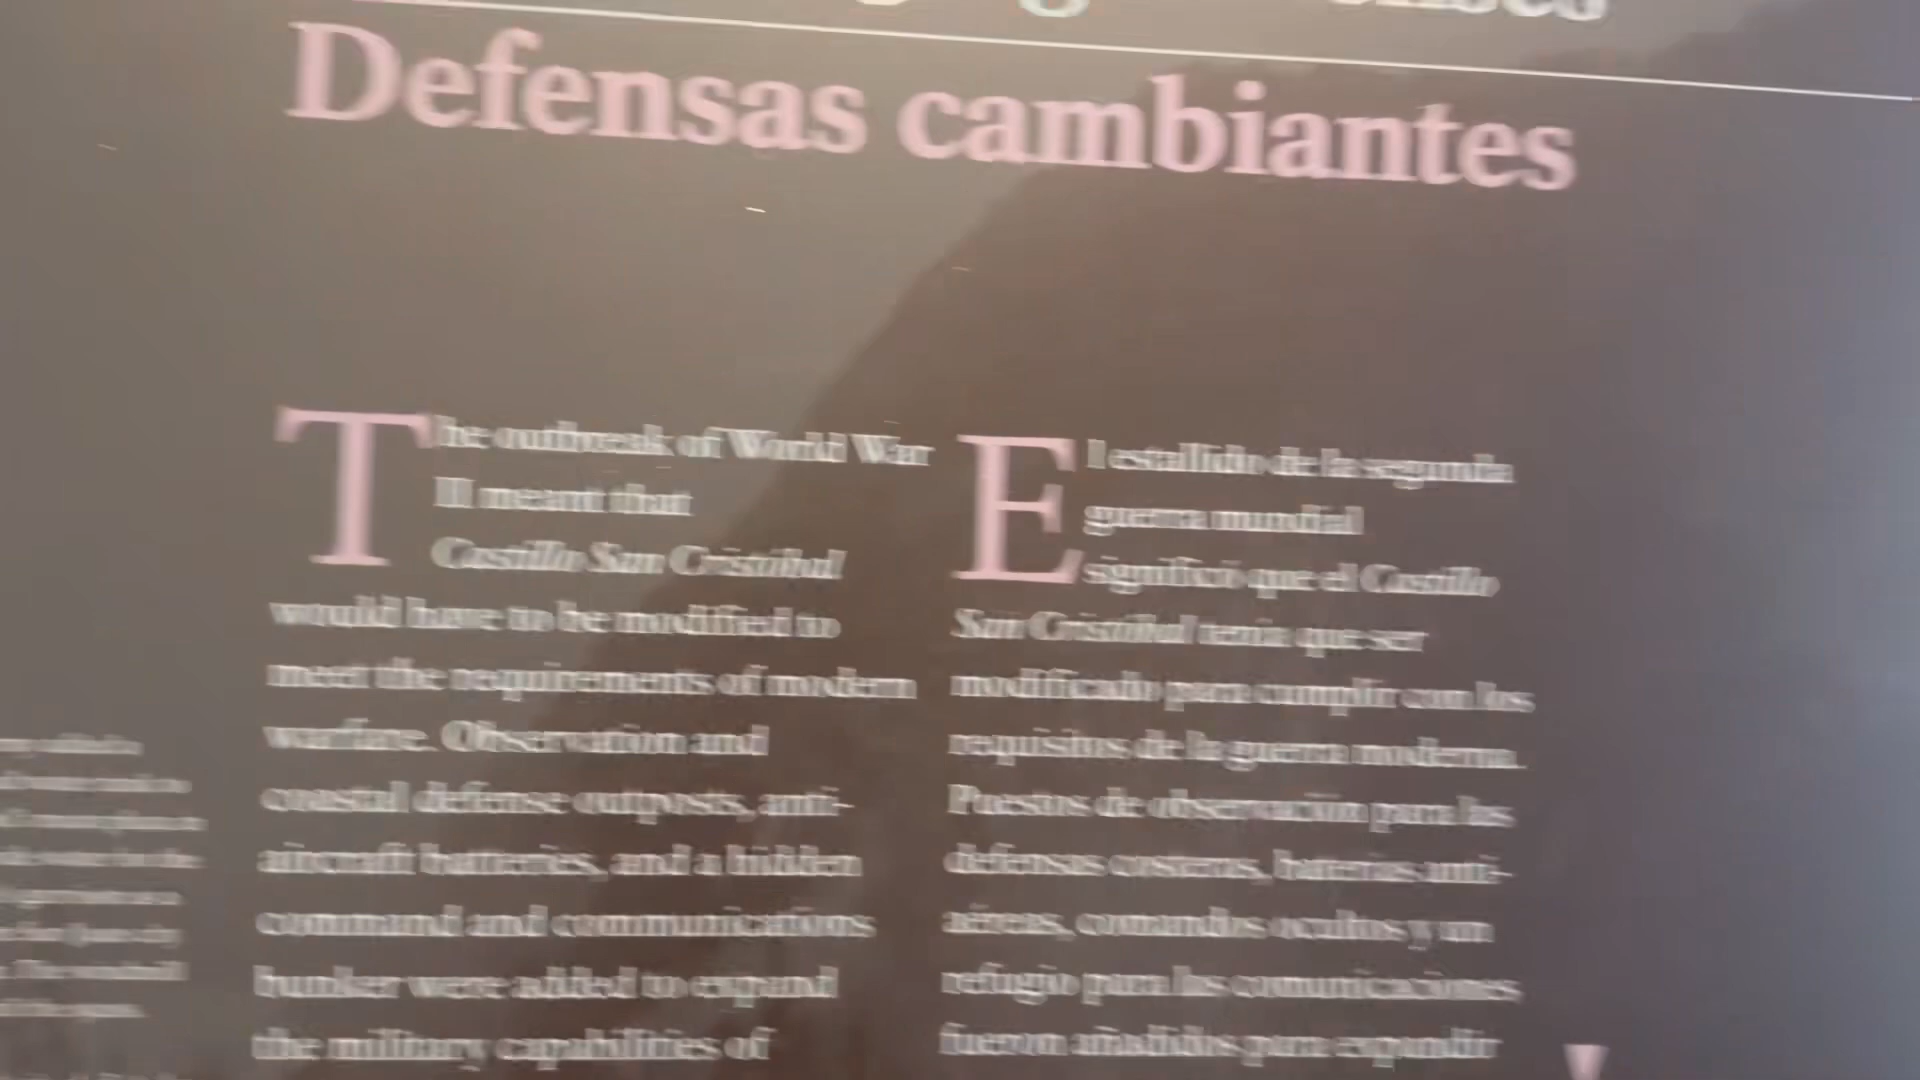 Defensas cambiantes
The outbreak of World War
II meant that
Castillo San Cristóbal
would have to be modified to
meet the requirements of modern
warfare. Observation and
coastal defense outposts, anti-
aircraft batteries, and a hidden
command and communications
bunker were added to expand
the military capabilities of
El estallido de la segunda
guerra mundial
significó que el Castillo
San Cristóbal tenía que ser
modificado para cumplir con los
requisitos de la guerra moderna.
Puestos de observación para las
defensas costeras, baterías anti-
aéreas, comandos ocultos y un
refugio para las comunicaciones
fueron añadidos para expandir